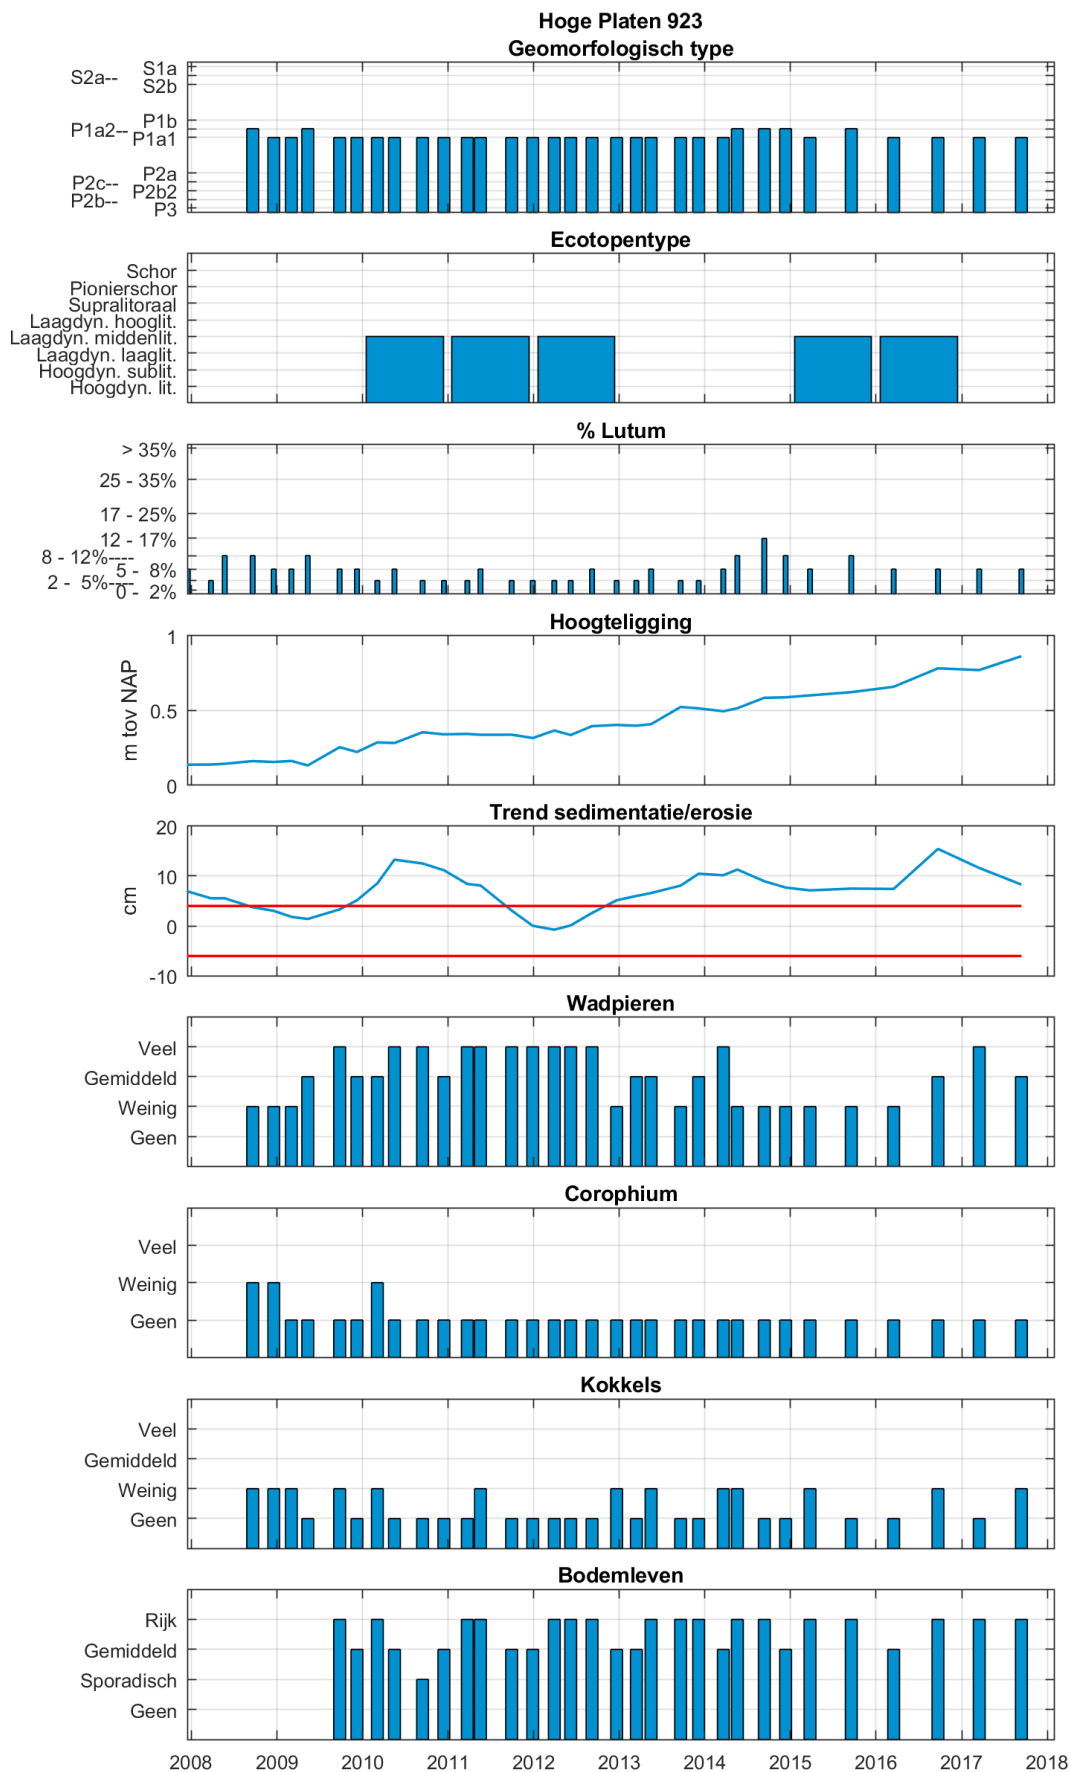 Hoge Platen 923
Geomorfologisch type
S1a
S2a--
S2b
P1b
P1a2--
P1a1
P2a
P2c--
P2b2
P2b--
P3
Ecotopentype
Schor
Pionierschor
Supralitoraal
Laagdyn. hooglit.
Laagdyn. middenlit.
Laagdyn. laaglit.
Hoogdyn. sublit.
Hoogdyn. lit.
% Lutum
> 35%
25 - 35%
17 - 25%
12 - 17%
8 - 12%----
5 - 8%
2 - 5%----
0 - 2%
Hoogteligging
m tov NAP
1
0.5
0
Trend sedimentatie/erosie
cm
20
10
0
-10
Wadpieren
Veel
Gemiddeld
Weinig
Geen
Corophium
Veel
Weinig
Geen
Kokkels
Veel
Gemiddeld
Weinig
Geen
Bodemleven
Rijk
Gemiddeld
Sporadisch
Geen
2008 2009 2010 2011 2012 2013 2014 2015 2016 2017 2018